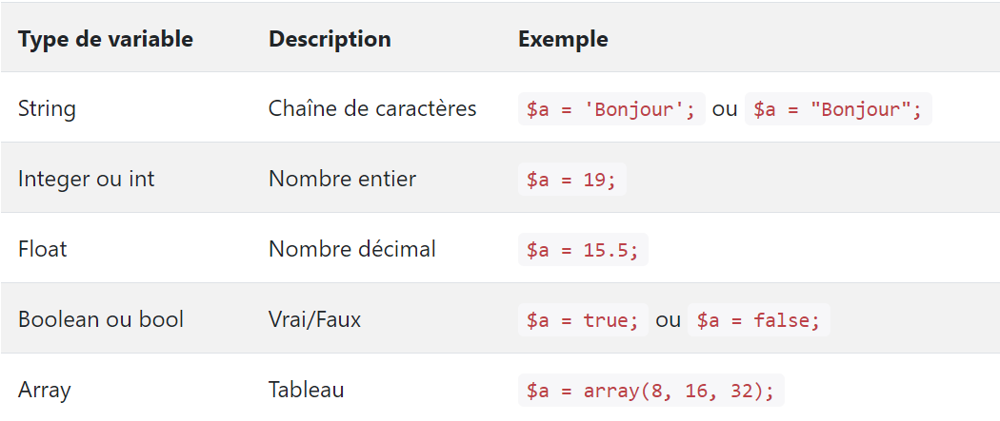 Type de variable Description Exemple
String Chaîne de caractères $a = 'Bonjour'; ou $a = "Bonjour";
Integer ou int Nombre entier $a = 19;
Float Nombre décimal $a = 15.5;
Boolean ou bool Vrai/Faux $a = true; ou $a = false;
Array Tableau $a = array(8, 16, 32);